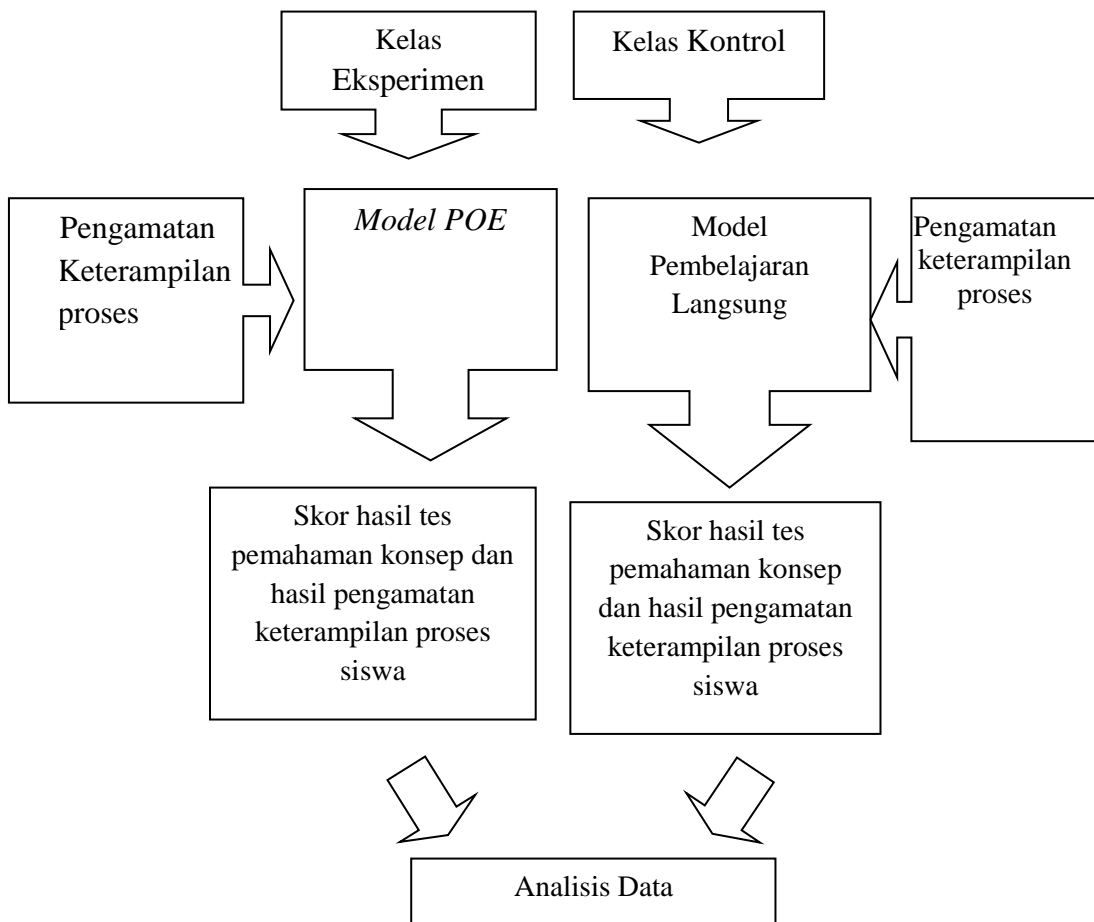 Kelas
Eksperimen
Kelas Kontrol
Pengamatan
Keterampilan
proses
Model POE
Model
Pembelajaran
Langsung
Pengamatan
keterampilan
proses
Skor hasil tes
pemahaman konsep dan
hasil pengamatan
keterampilan proses
siswa
Skor hasil tes
pemahaman konsep
dan hasil pengamatan
keterampilan proses
siswa
Analisis Data